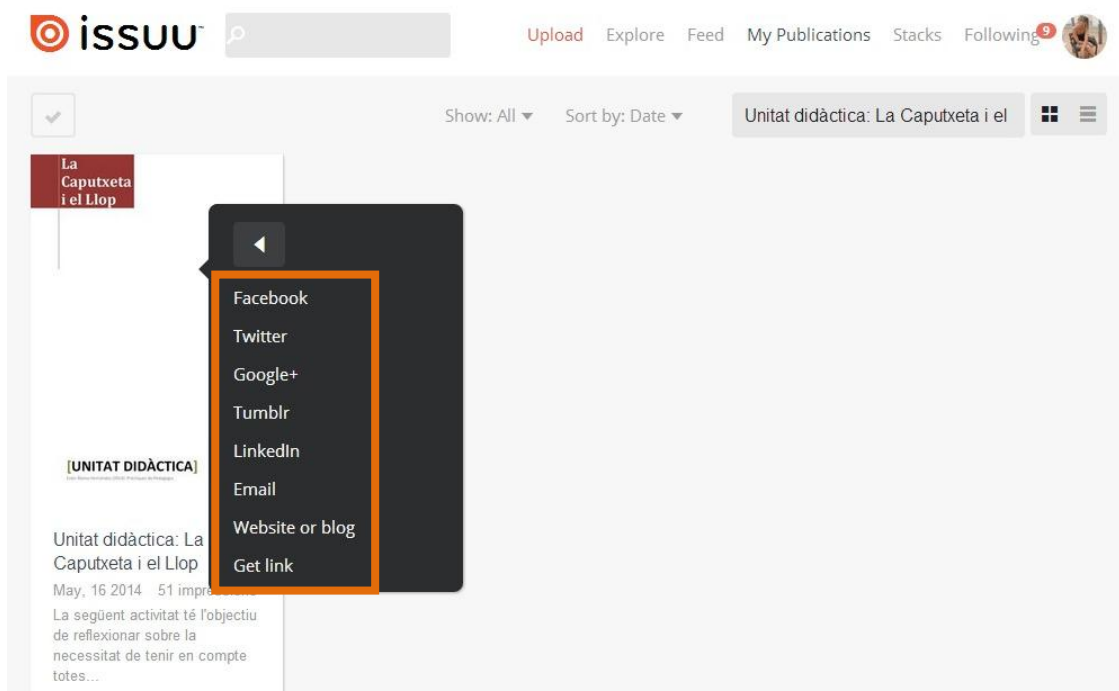 issuu
Upload Explore Feed My Publications Stacks Following 9
Show: All Sort by: Date Unitat didàctica: La Caputxeta i el
La
Caputxeta
i el Llop
Facebook
Twitter
Google+
Tumblr
LinkedIn
Email
Website or blog
Get link
[UNITAT DIDÀCTICA]
Unitat didàctica: La
Caputxeta i el Llop
May, 16 2014 51
La següent activitat té l'objectiu
de reflexionar sobre la
necessitat de tenir en compte
totes...